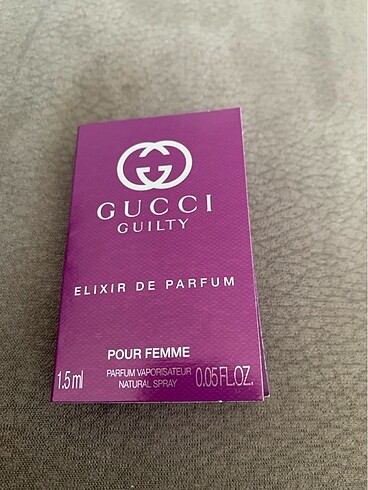 GUCCI
GUILTY
ELIXIR DE PARFUM
POUR FEMME
1.5 ml PARFUM VAPORISATEUR 0.05 FL.OZ.
NATURAL SPRAY